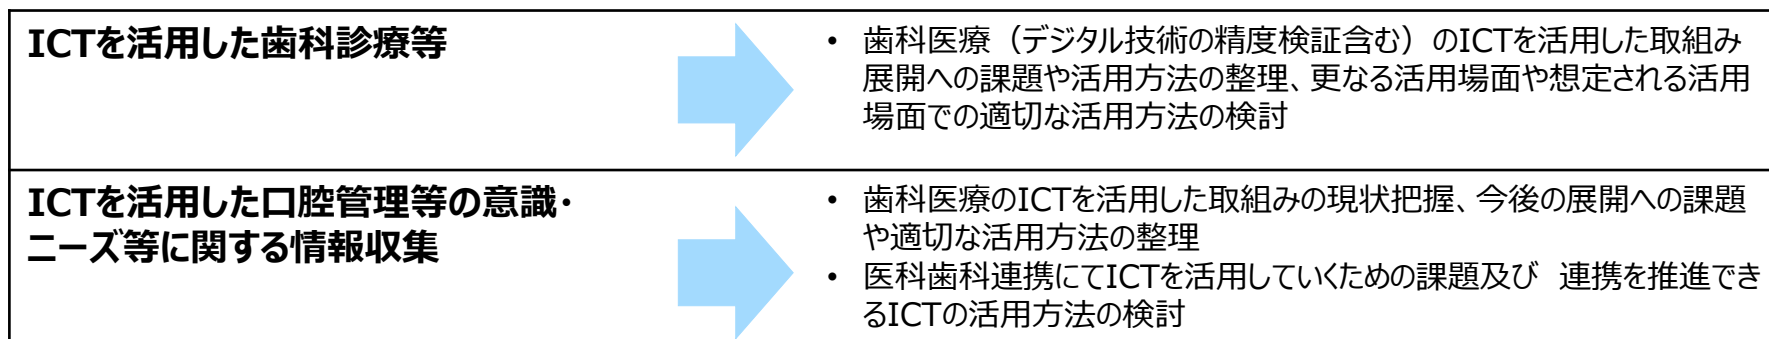 ICTを活用した歯科診療等
• 歯科医療（デジタル技術の精度検証含む）のICTを活用した取組み
展開への課題や活用方法の整理、更なる活用場面や想定される活用
場面での適切な活用方法の検討
ICTを活用した口腔管理等の意識・
ニーズ等に関する情報収集
• 歯科医療のICTを活用した取組みの現状把握、今後の展開への課題
や適切な活用方法の整理
• 医科歯科連携にてICTを活用していくための課題及び　連携を推進でき
るICTの活用方法の検討